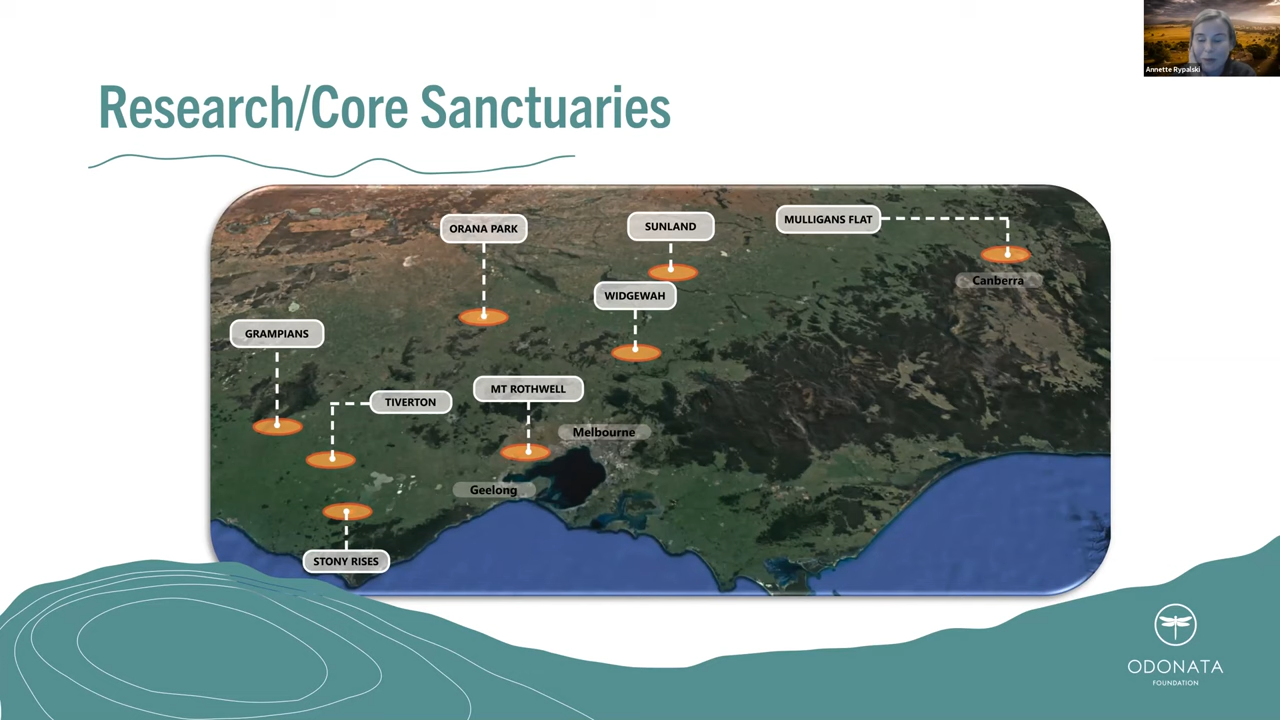 Annette Rypalski
Research/Core Sanctuaries
ORANA PARK
SUNLAND
MULLIGANS FLAT
Canberra
WIDGEWAH
GRAMPIANS
MT ROTHWELL
TIVERTON
Melbourne
Geelong
STONY RISES
ODONATA
FOUNDATION